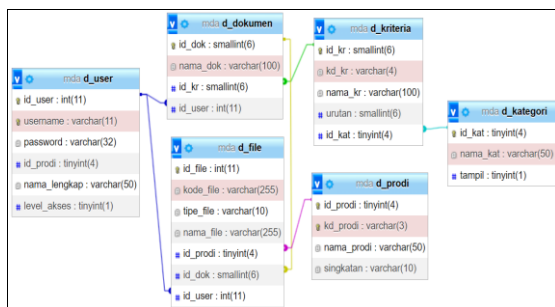 mda d_user
id_user : int(11)
username : varchar(11)
password : varchar(32)
id_prodi : tinyint(4)
nama_lengkap : varchar(50)
level_akses : tinyint(1)
mda d_dokumen
id_dok : smallint(6)
nama_dok : varchar(100)
id_kr : smallint(6)
id_user : int(11)
mda d_file
id_file : int(11)
kode_file : varchar(255)
tipe_file : varchar(10)
nama_file : varchar(255)
id_prodi : tinyint(4)
id_dok : smallint(6)
id_user : int(11)
mda d_kriteria
id_kr : smallint(6)
kd_kr : varchar(4)
nama_kr : varchar(100)
urutan : smallint(6)
id_kat : tinyint(4)
mda d_prodi
id_prodi : tinyint(4)
kd_prodi : varchar(3)
nama_prodi : varchar(50)
singkatan : varchar(10)
mda d_kategori
id_kat : tinyint(4)
nama_kat : varchar(50)
tampil : tinyint(1)